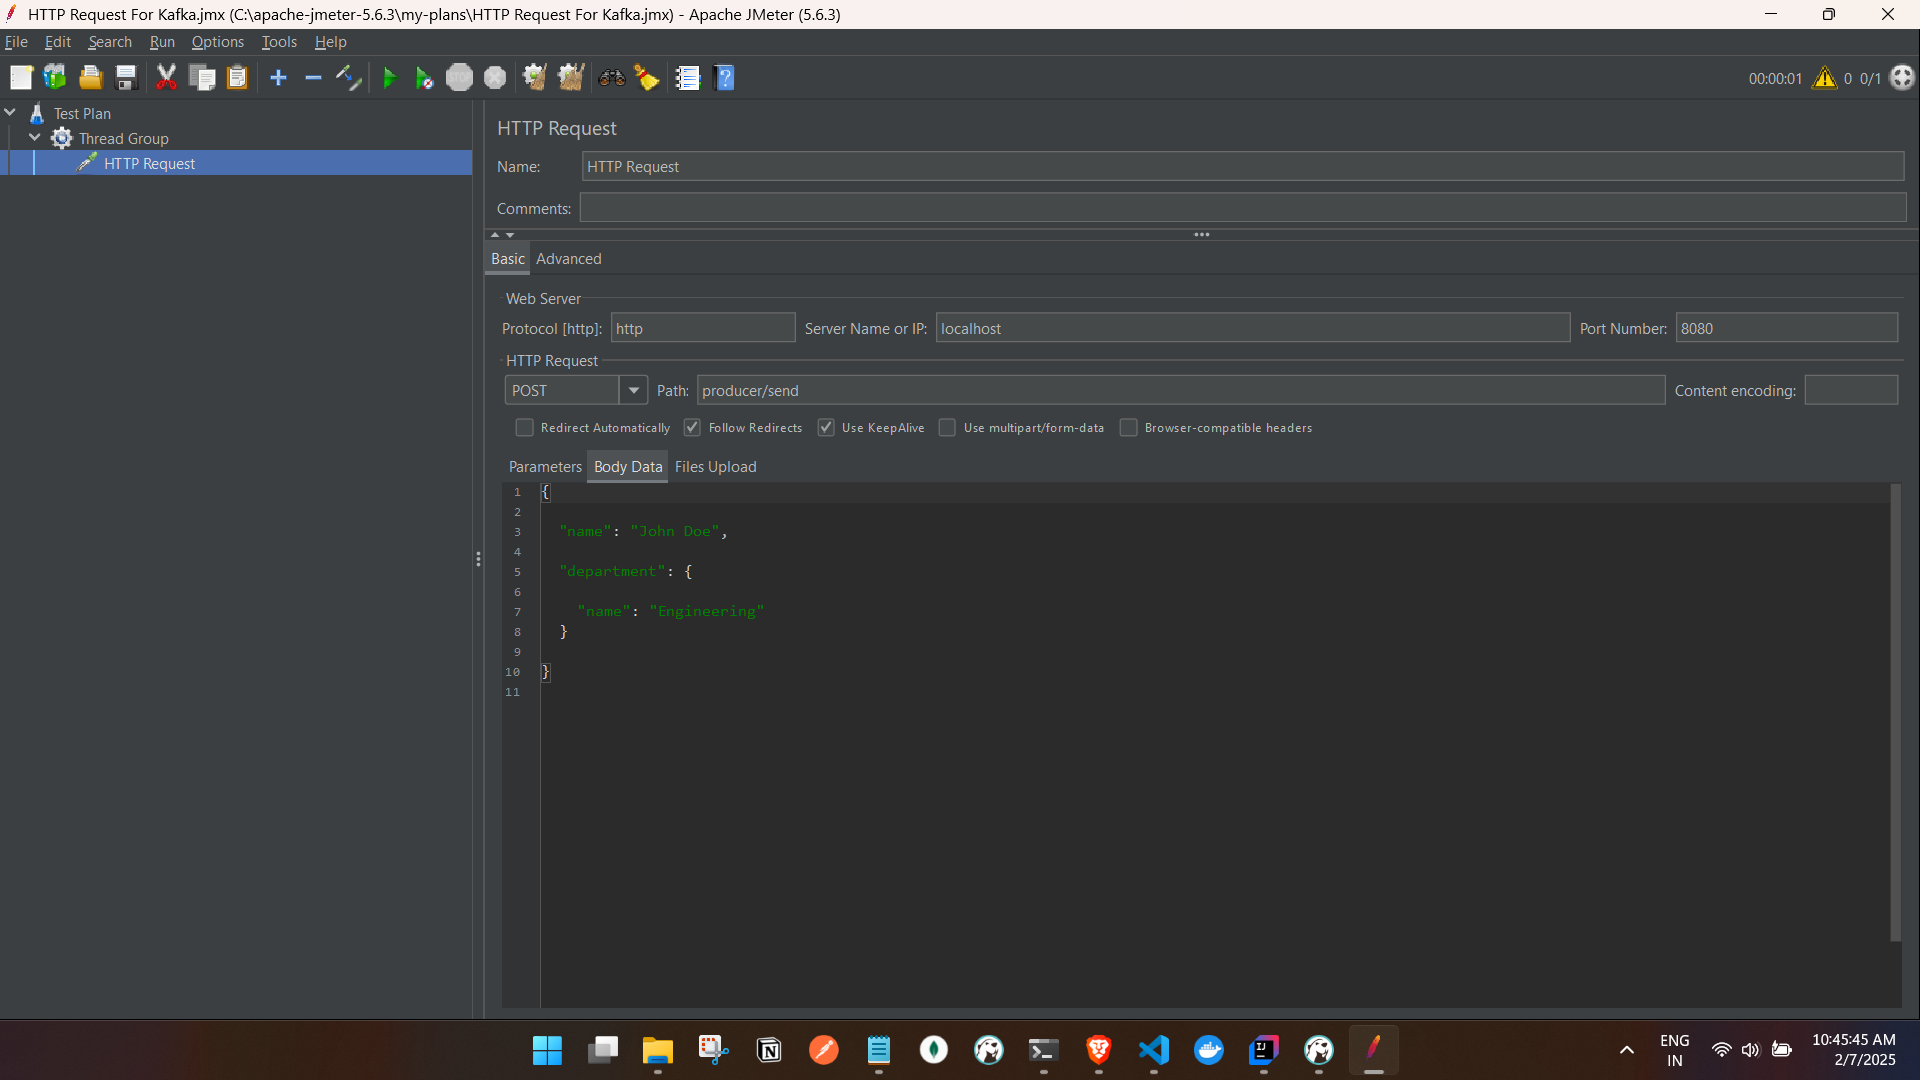 HTTP Request For Kafka.jmx (C:\apache-jmeter-5.6.3\my-plans\HTTP Request For Kafka.jmx) - Apache JMeter (5.6.3)
File Edit Search Run Options Tools Help
STOP ? 00:00:01 0 0/1
Test Plan
Thread Group
HTTP Request
HTTP Request
Name: HTTP Request
Comments:
Basic Advanced
Web Server
Protocol [http]: http Server Name or IP: localhost Port Number: 8080
HTTP Request
POST Path: producer/send Content encoding:
Redirect Automatically Follow Redirects Use KeepAlive Use multipart/form-data Browser-compatible headers
Parameters Body Data Files Upload
1 {
2
3 "name": "John Doe",
4
5 "department": {
6
7 "name": "Engineering"
8 }
9
10 }
11
ENG 10:45:45 AM
IN 2/7/2025